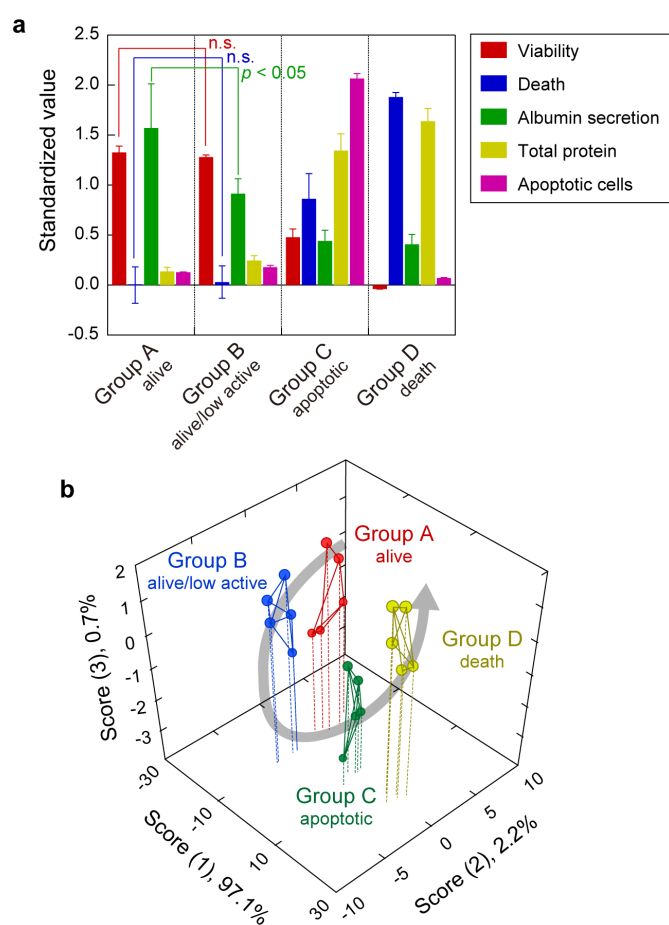 a
n.s.
n.s.
p < 0.05
2.5
2.0
1.5
1.0
0.5
0.0
-0.5
Standardized value
Viability
Death
Albumin secretion
Total protein
Apoptotic cells
Group A
alive
Group B
alive/low active
Group C
apoptotic
Group D
death
b
Group A
alive
Group B
alive/low active
Group D
death
Group C
apoptotic
2
1
0
-1
-2
-3
Score (3), 0.7%
-30
-10
10
30
Score (1), 97.1%
-10
-5
0
5
10
Score (2), 2.2%